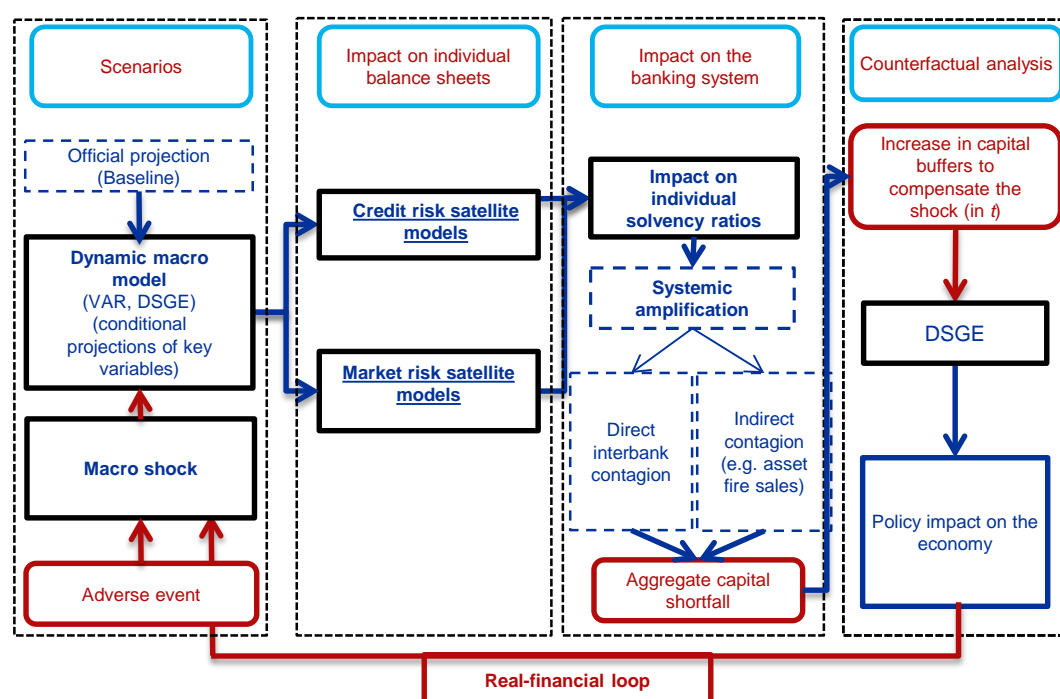 Scenarios
Impact on individual
balance sheets
Impact on the
banking system
Counterfactual analysis
Official projection
(Baseline)
Dynamic macro
model
(VAR, DSGE)
(conditional
projections of key
variables)
Macro shock
Adverse event
Credit risk satellite
models
Market risk satellite
models
Impact on
individual
solvency ratios
Systemic
amplification
Direct
interbank
contagion
Indirect
contagion
(e.g. asset
fire sales)
Aggregate capital
shortfall
Increase in capital
buffers to
compensate the
shock (in t)
DSGE
Policy impact on the
economy
Real-financial loop